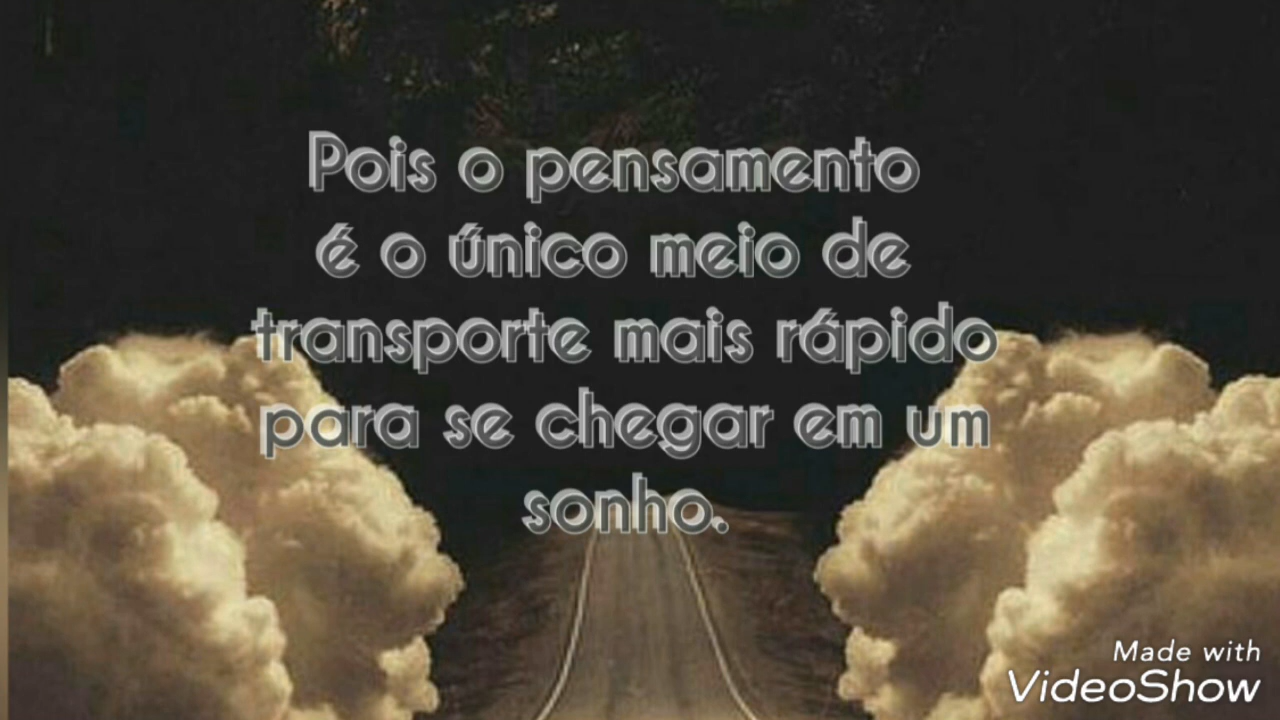 Pois o pensamento
é o único meio de
transporte mais rápido
para se chegar em um
sonho.
Made with
VideoShow